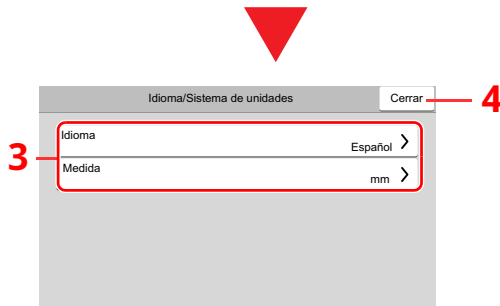 Idioma/Sistema de unidades
Cerrar
4
Idioma
Español
3
Medida
mm